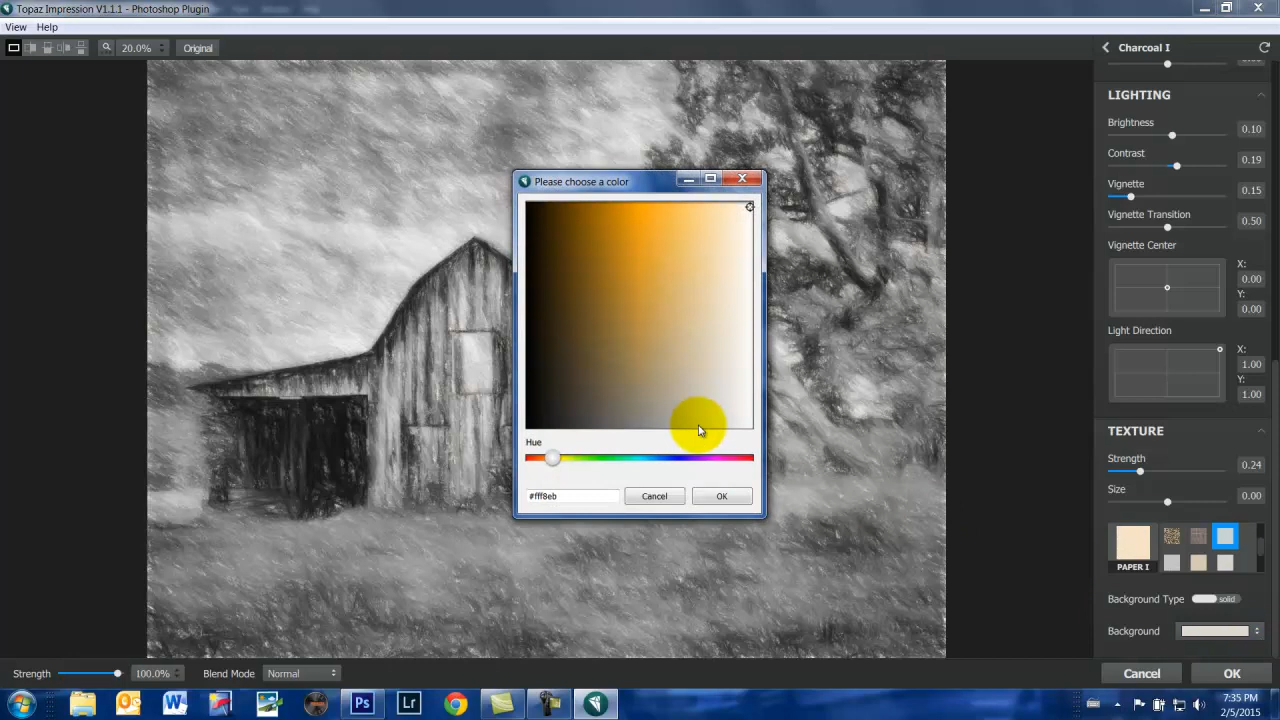 Topaz Impression V1.1.1 - Photoshop Plugin
View Help
20.0% Original
Charcoal I
LIGHTING
Brightness 0.10
Contrast 0.19
Vignette 0.15
Vignette Transition 0.50
Vignette Center
X: 0.00
Y: 0.00
Light Direction
X: 1.00
Y: 1.00
TEXTURE
Strength 0.24
Size 0.00
PAPER I
Background Type solid
Background
Please choose a color
Hue
#fff8eb Cancel OK
Strength 100.0% Blend Mode Normal
Cancel OK
W Ps Lr
7:35 PM
2/5/2015